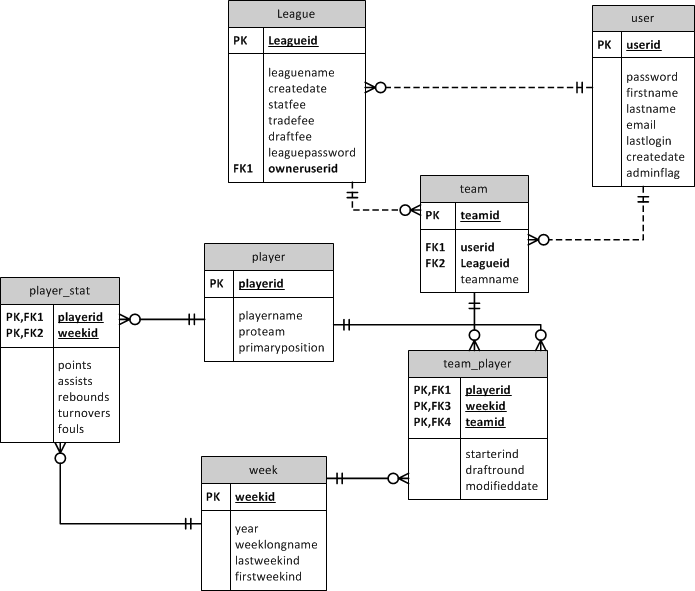 League
PK Leagueid
leaguename
createdate
statfee
tradefee
draftfee
leaguepassword
FK1 owneruserid
user
PK userid
password
firstname
lastname
email
lastlogin
createdate
adminflag
team
PK teamid
FK1 userid
FK2 Leagueid
teamname
player
PK playerid
playername
proteam
primaryposition
player_stat
PK,FK1 playerid
PK,FK2 weekid
points
assists
rebounds
turnovers
fouls
team_player
PK,FK1 playerid
PK,FK3 weekid
PK,FK4 teamid
starterind
draftround
modifieddate
week
PK weekid
year
weeklongname
lastweekind
firstweekind